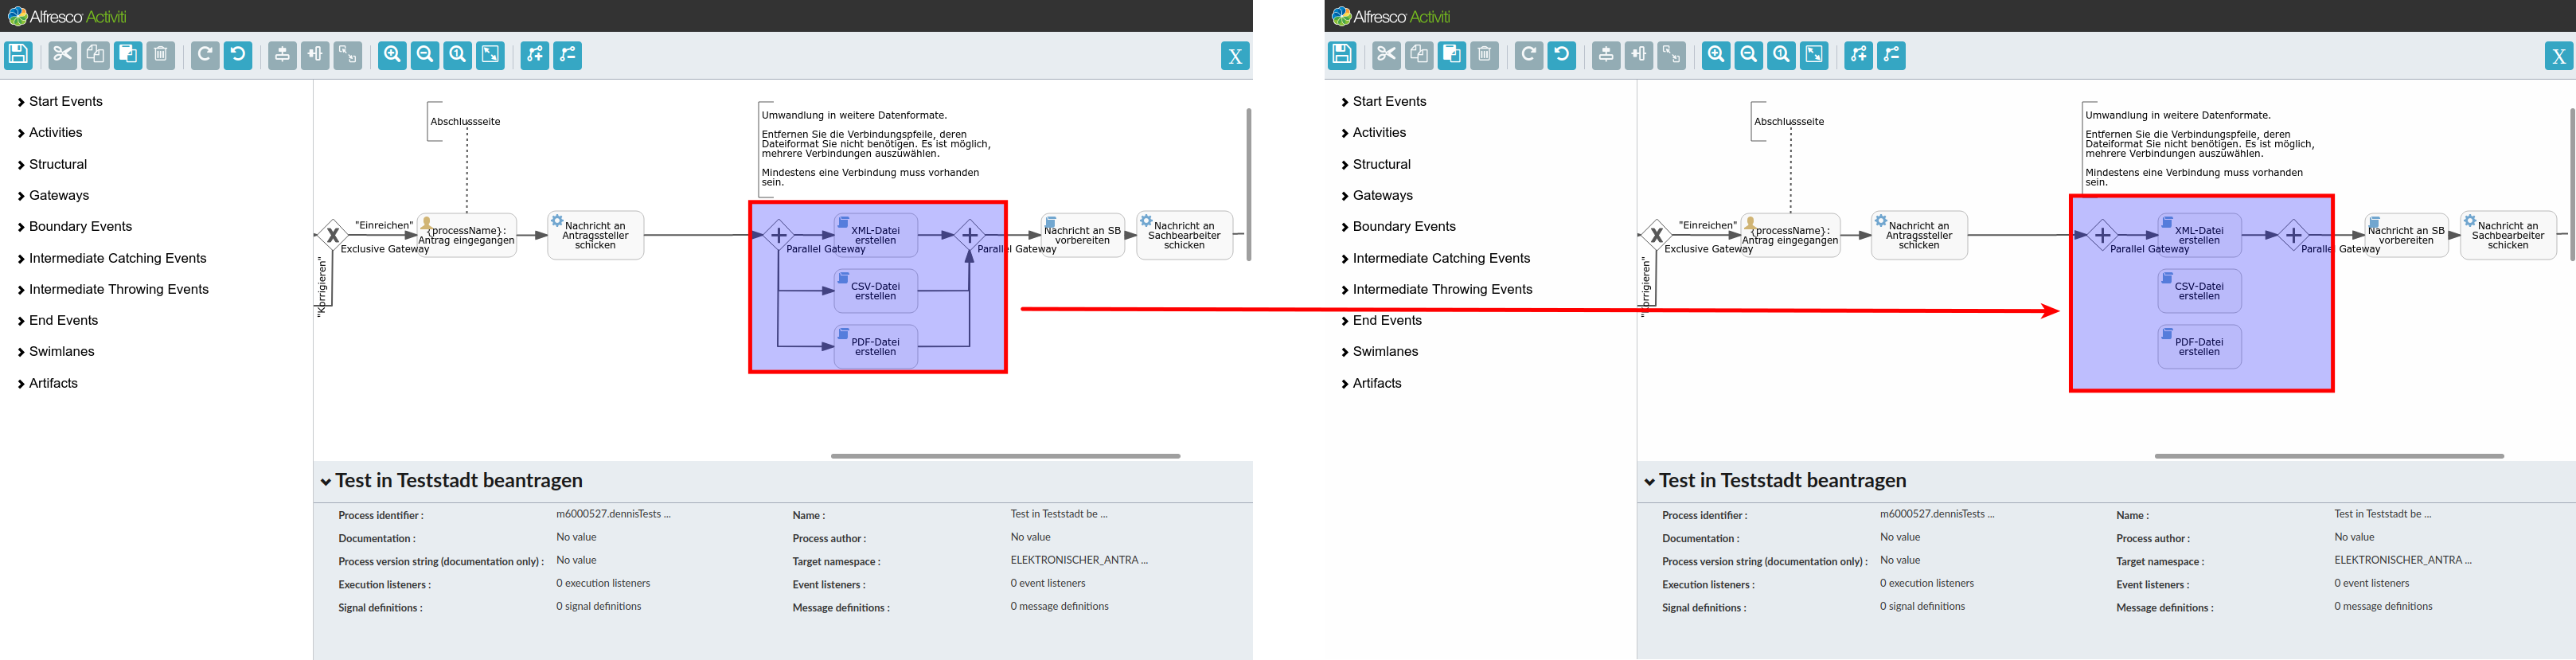 Alfresco Activiti
X
Start Events
Activities
Structural
Gateways
Boundary Events
Intermediate Catching Events
Intermediate Throwing Events
End Events
Swimlanes
Artifacts
Abschlussseite
Umwandlung in weitere Datenformate.
Entfernen Sie die Verbindungspfeile, deren
Dateiformat Sie nicht benötigen. Es ist möglich,
mehrere Verbindungen auszuwählen.
Mindestens eine Verbindung muss vorhanden
sein.
X
"Einreichen"
Exclusive Gateway
"Korrigieren"
{processName}:
Antrag eingegangen
Nachricht an
Antragssteller
schicken
Parallel Gateway
XML-Datei
erstellen
CSV-Datei
erstellen
PDF-Datei
erstellen
Parallel Gateway
Nachricht an SB
vorbereiten
Nachricht an
Sachbearbeiter
schicken
Test in Teststadt beantragen
Process identifier : m6000527.dennisTests ... Name : Test in Teststadt be ...
Documentation : No value Process author : No value
Process version string (documentation only) : No value Target namespace : ELEKTRONISCHER_ANTRA ...
Execution listeners : 0 execution listeners Event listeners : 0 event listeners
Signal definitions : 0 signal definitions Message definitions : 0 message definitions
Alfresco Activiti
X
Start Events
Activities
Structural
Gateways
Boundary Events
Intermediate Catching Events
Intermediate Throwing Events
End Events
Swimlanes
Artifacts
Abschlussseite
Umwandlung in weitere Datenformate.
Entfernen Sie die Verbindungspfeile, deren
Dateiformat Sie nicht benötigen. Es ist möglich,
mehrere Verbindungen auszuwählen.
Mindestens eine Verbindung muss vorhanden
sein.
X
"Einreichen"
Exclusive Gateway
"Korrigieren"
{processName}:
Antrag eingegangen
Nachricht an
Antragssteller
schicken
Parallel Gateway
XML-Datei
erstellen
CSV-Datei
erstellen
PDF-Datei
erstellen
Parallel Gateway
Nachricht an SB
vorbereiten
Nachricht an
Sachbearbeiter
schicken
Test in Teststadt beantragen
Process identifier : m6000527.dennisTests ... Name : Test in Teststadt be ...
Documentation : No value Process author : No value
Process version string (documentation only) : No value Target namespace : ELEKTRONISCHER_ANTRA ...
Execution listeners : 0 execution listeners Event listeners : 0 event listeners
Signal definitions : 0 signal definitions Message definitions : 0 message definitions